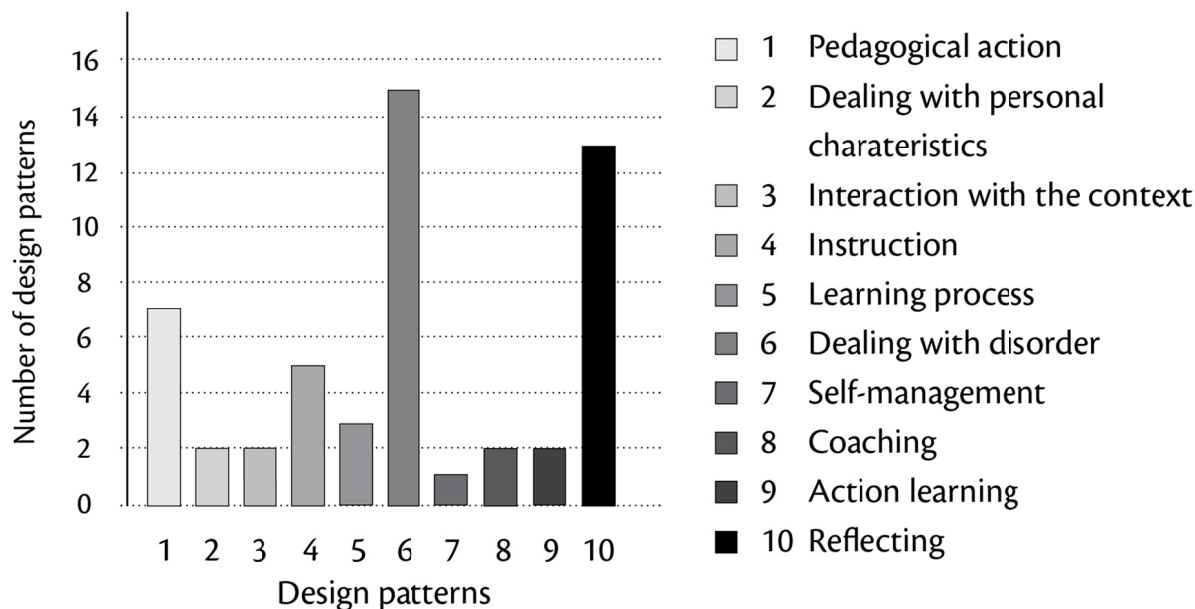 Number of design patterns
16
14
12
10
8
6
4
2
0
1 2 3 4 5 6 7 8 9 10
Design patterns
1 Pedagogical action
2 Dealing with personal
charateristics
3 Interaction with the context
4 Instruction
5 Learning process
6 Dealing with disorder
7 Self-management
8 Coaching
9 Action learning
10 Reflecting